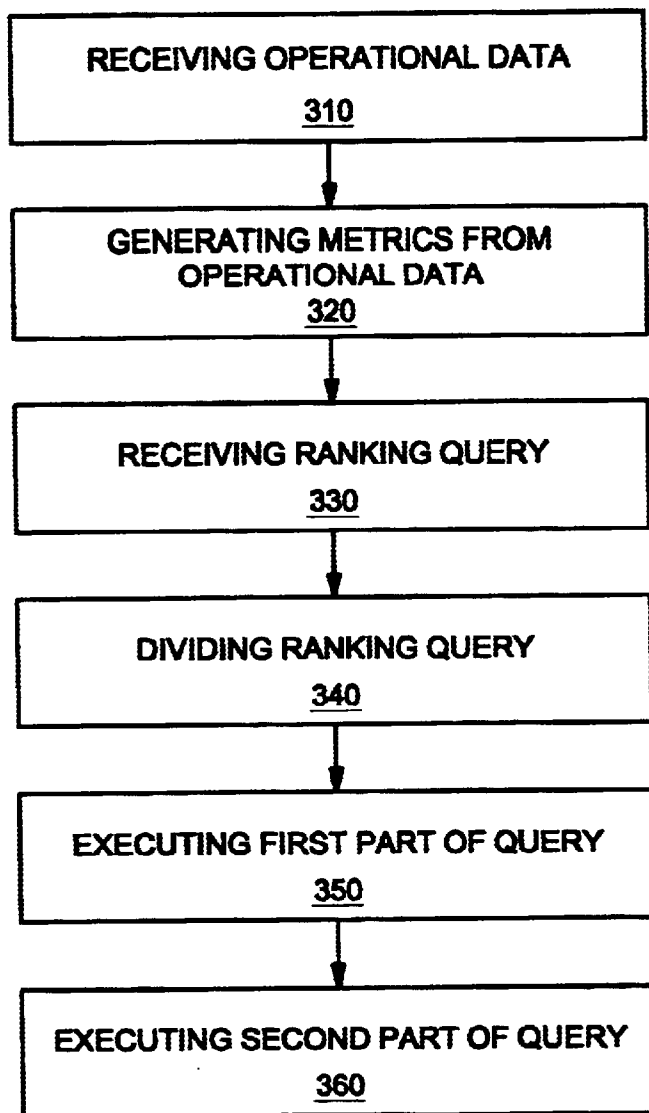 RECEIVING OPERATIONAL DATA
310
GENERATING METRICS FROM
OPERATIONAL DATA
320
RECEIVING RANKING QUERY
330
DIVIDING RANKING QUERY
340
EXECUTING FIRST PART OF QUERY
350
EXECUTING SECOND PART OF QUERY
360